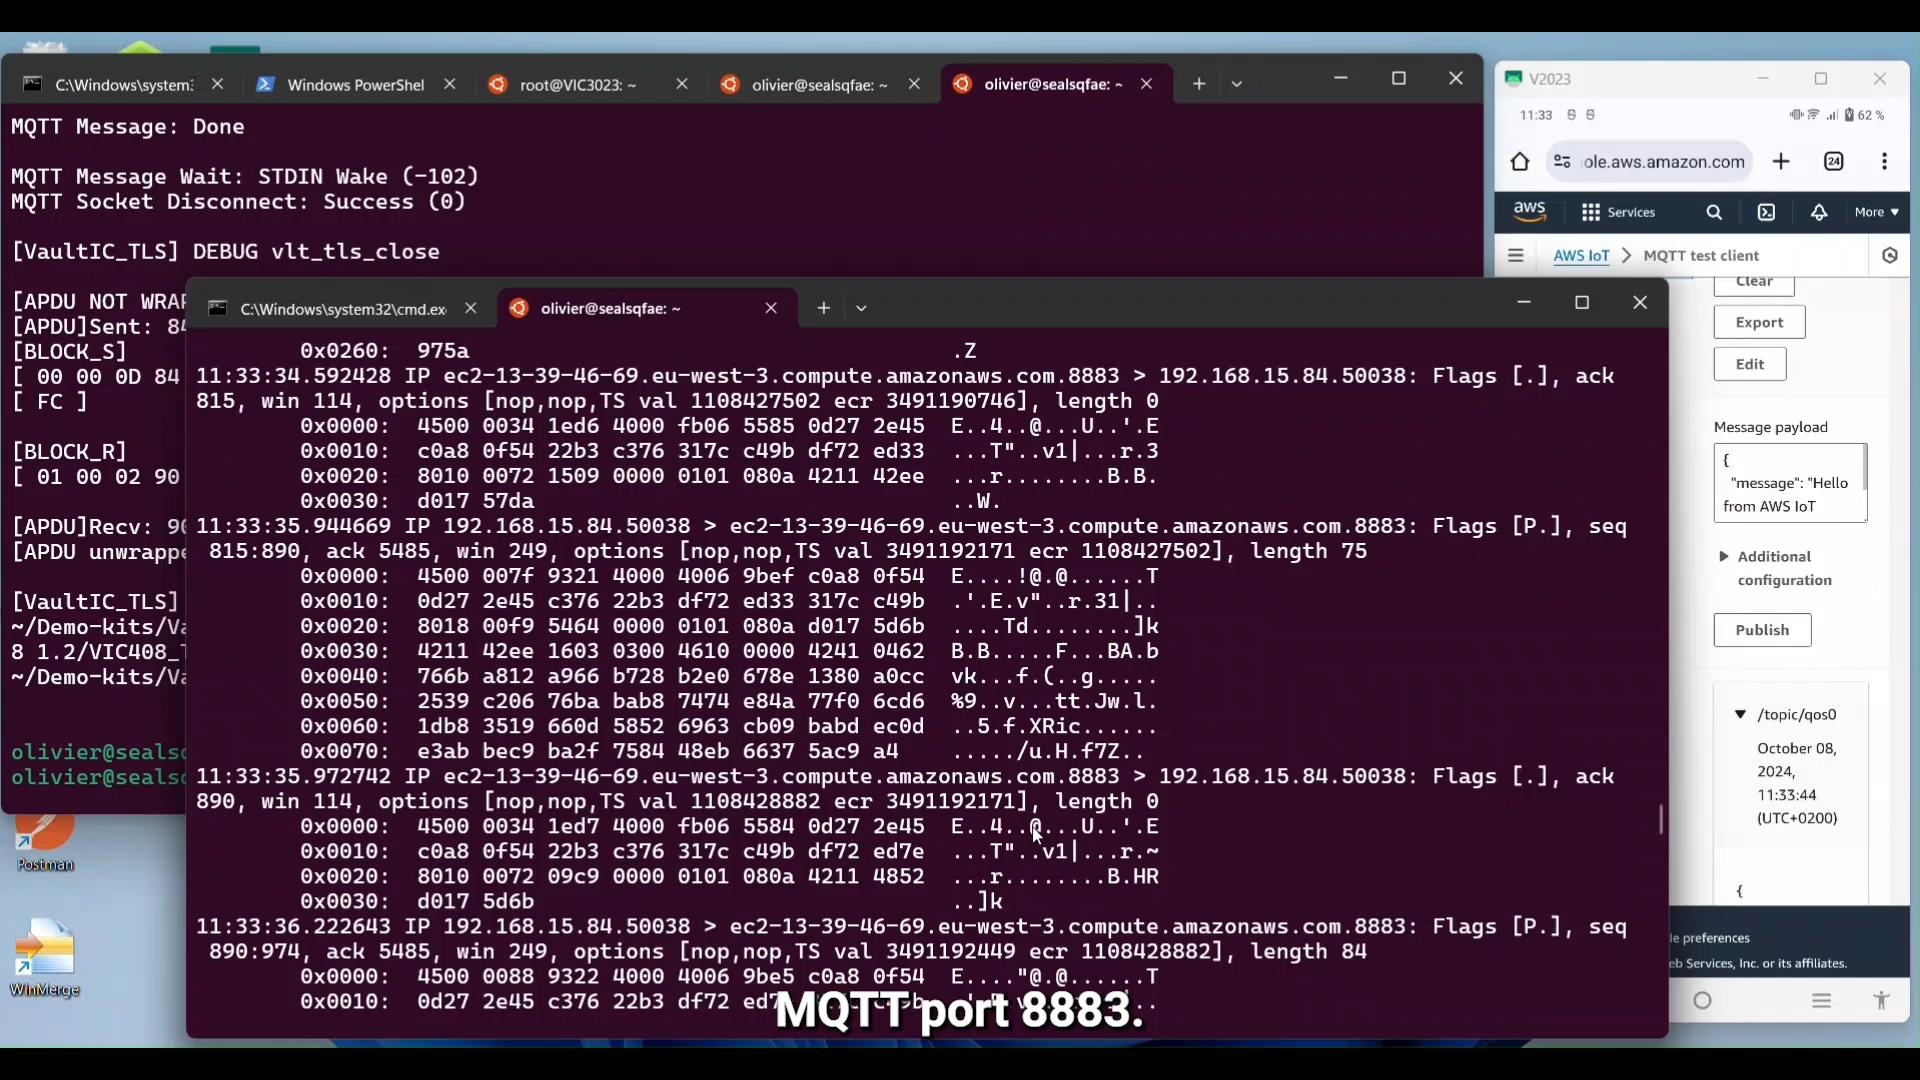 C:\Windows\system:
Windows PowerShel
root@VIC3023: ~
olivier@sealsqfae: ~
olivier@sealsqfae: ~
MQTT Message: Done
MQTT Message Wait: STDIN Wake (-102)
MQTT Socket Disconnect: Success (0)
[VaultIC_TLS] DEBUG vlt_tls_close
[APDU NOT WRAP
[APDU]Sent: 84
[BLOCK_S]
[ 00 00 0D 84
[ FC ]
[BLOCK_R]
[ 01 00 02 90
[APDU]Recv: 90
[APDU unwrappe
[VaultIC_TLS]
~/Demo-kits/Va
8 1.2/VIC408_T
~/Demo-kits/Va
olivier@sealsq
olivier@sealsq
C:\Windows\system32\cmd.ex
olivier@sealsqfae: ~
0x0260: 975a .Z
11:33:34.592428 IP ec2-13-39-46-69.eu-west-3.compute.amazonaws.com.8883 > 192.168.15.84.50038: Flags [.], ack
815, win 114, options [nop,nop,TS val 1108427502 ecr 3491190746], length 0
0x0000: 4500 0034 1ed6 4000 fb06 5585 0d27 2e45 E..4..@...U..'.E
0x0010: c0a8 0f54 22b3 c376 317c c49b df72 ed33 ...T"..v1|...r.3
0x0020: 8010 0072 1509 0000 0101 080a 4211 42ee ...r........B.B.
0x0030: d017 57da ..W.
11:33:35.944669 IP 192.168.15.84.50038 > ec2-13-39-46-69.eu-west-3.compute.amazonaws.com.8883: Flags [P.], seq
815:890, ack 5485, win 249, options [nop,nop,TS val 3491192171 ecr 1108427502], length 75
0x0000: 4500 007f 9321 4000 4006 9bef c0a8 0f54 E....!@.@......T
0x0010: 0d27 2e45 c376 22b3 df72 ed33 317c c49b .'.E.v"..r.31|..
0x0020: 8018 00f9 5464 0000 0101 080a d017 5d6b ....Td........]k
0x0030: 4211 42ee 1603 0300 4610 0000 4241 0462 B.B.....F...BA.b
0x0040: 766b a812 a966 b728 b2e0 678e 1380 a0cc vk...f.(..g.....
0x0050: 2539 c206 76ba bab8 7474 e84a 77f0 6cd6 %9..v...tt.Jw.l.
0x0060: 1db8 3519 660d 5852 6963 cb09 babd ec0d ..5.f.XRic......
0x0070: e3ab bec9 ba2f 7584 48eb 6637 5ac9 a4 ...../u.H.f7Z..
11:33:35.972742 IP ec2-13-39-46-69.eu-west-3.compute.amazonaws.com.8883 > 192.168.15.84.50038: Flags [.], ack
890, win 114, options [nop,nop,TS val 1108428882 ecr 3491192171], length 0
0x0000: 4500 0034 1ed7 4000 fb06 5584 0d27 2e45 E..4..@...U..'.E
0x0010: c0a8 0f54 22b3 c376 317c c49b df72 ed7e ...T"..v1|...r.~
0x0020: 8010 0072 09c9 0000 0101 080a 4211 4852 ...r........B.HR
0x0030: d017 5d6b ..]k
11:33:36.222643 IP 192.168.15.84.50038 > ec2-13-39-46-69.eu-west-3.compute.amazonaws.com.8883: Flags [P.], seq
890:974, ack 5485, win 249, options [nop,nop,TS val 3491192449 ecr 1108428882], length 84
0x0000: 4500 0088 9322 4000 4006 9be5 c0a8 0f54 E...."@.@......T
0x0010: 0d27 2e45 c376 22b3 df72
MQTT port 8883.
Postman
WinMerge
V2023
11:33
62 %
ole.aws.amazon.com
24
aws
Services
More
AWS IoT
MQTT test client
Clear
Export
Edit
Message payload
{
"message": "Hello
from AWS IoT
Additional
configuration
Publish
/topic/qos0
October 08,
2024,
11:33:44
(UTC+0200)
{
le preferences
eb Services, Inc. or its affiliates.